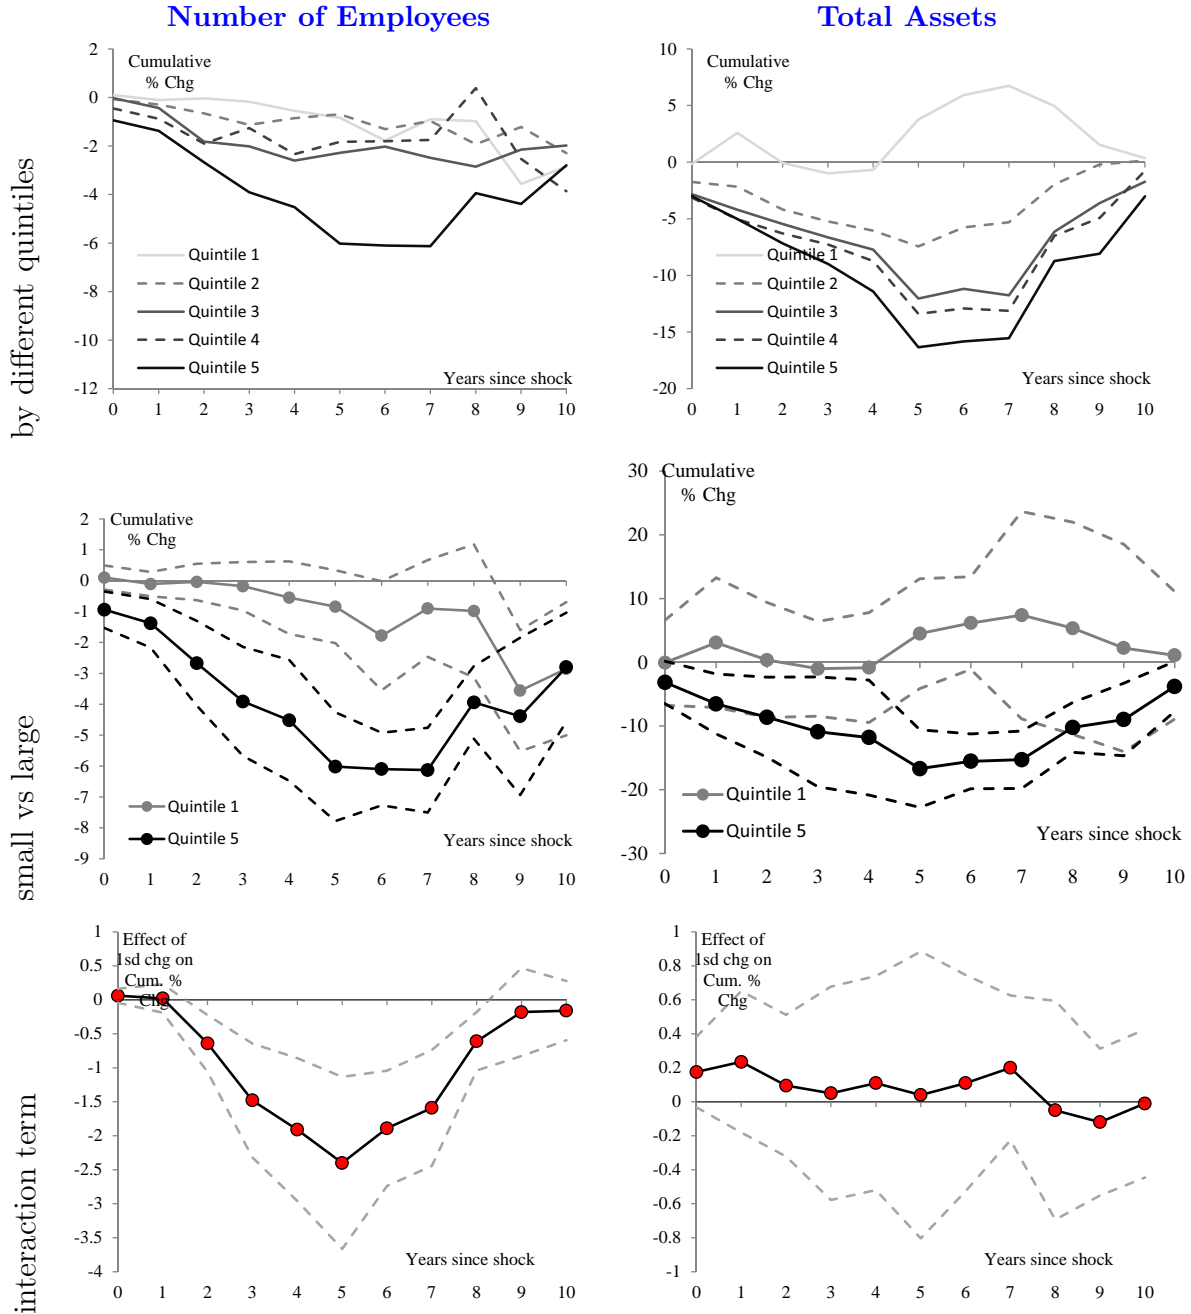 Number of Employees
Total Assets
by different quintiles
Cumulative
% Chg
2
0
-2
-4
-6
-8
-10
-12
Quintile 1
Quintile 2
Quintile 3
Quintile 4
Quintile 5
Years since shock
0 1 2 3 4 5 6 7 8 9 10
Cumulative
% Chg
10
5
0
-5
-10
-15
-20
Quintile 1
Quintile 2
Quintile 3
Quintile 4
Quintile 5
Years since shock
0 1 2 3 4 5 6 7 8 9 10
small vs large
Cumulative
% Chg
2
1
0
-1
-2
-3
-4
-5
-6
-7
-8
-9
Quintile 1
Quintile 5
Years since shock
0 1 2 3 4 5 6 7 8 9 10
Cumulative
% Chg
30
20
10
0
-10
-20
-30
Quintile 1
Quintile 5
Years since shock
0 1 2 3 4 5 6 7 8 9 10
interaction term
Effect of
1sd chg on
Cum. %
Chg
1
0.5
0
-0.5
-1
-1.5
-2
-2.5
-3
-3.5
-4
Years since shock
0 1 2 3 4 5 6 7 8 9 10
Effect of
1sd chg on
Cum. %
Chg
1
0.8
0.6
0.4
0.2
0
-0.2
-0.4
-0.6
-0.8
-1
Years since shock
0 1 2 3 4 5 6 7 8 9 10